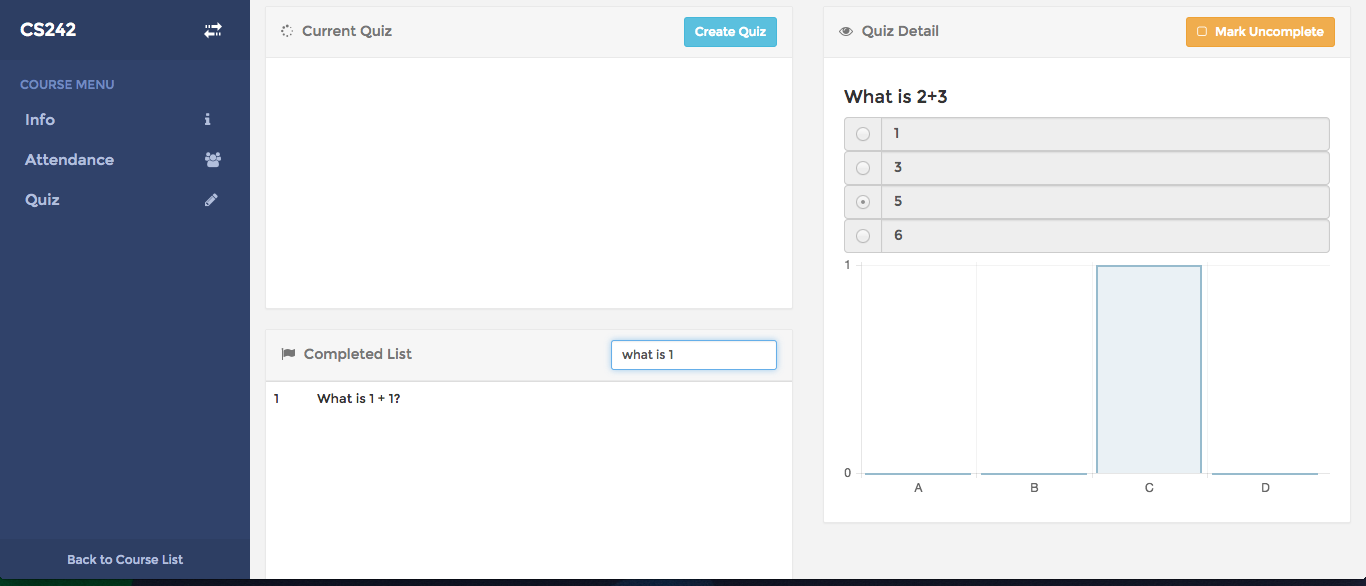 CS242
COURSE MENU
Info
Attendance
Quiz
Back to Course List
Current Quiz
Create Quiz
Completed List
what is 1
1 What is 1 + 1?
Quiz Detail
Mark Uncomplete
What is 2+3
1
3
5
6
1
0
A B C D